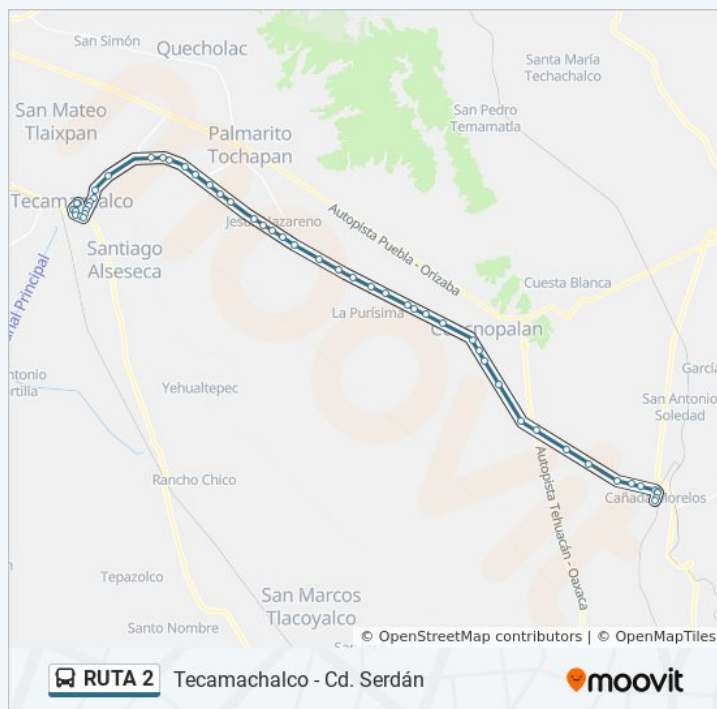 San Simón
Quecholac
Santa María
Techachalco
San Mateo
Tlaixpan
San Pedro
Temamatla
Palmarito
Tochapan
Tecamachalco
Autopista Puebla - Orizaba
Santiago
Alseseca
Cuesta Blanca
La Purísima
Yehualtepec
San Antonio
Soledad
Rancho Chico
Autopista Tehuacán - Oaxaca
Tepazolco
San Marcos
Tlacoyalco
Santo Nombre
© OpenStreetMap contributors | © OpenMapTiles
RUTA 2
Tecamachalco - Cd. Serdán
moovit